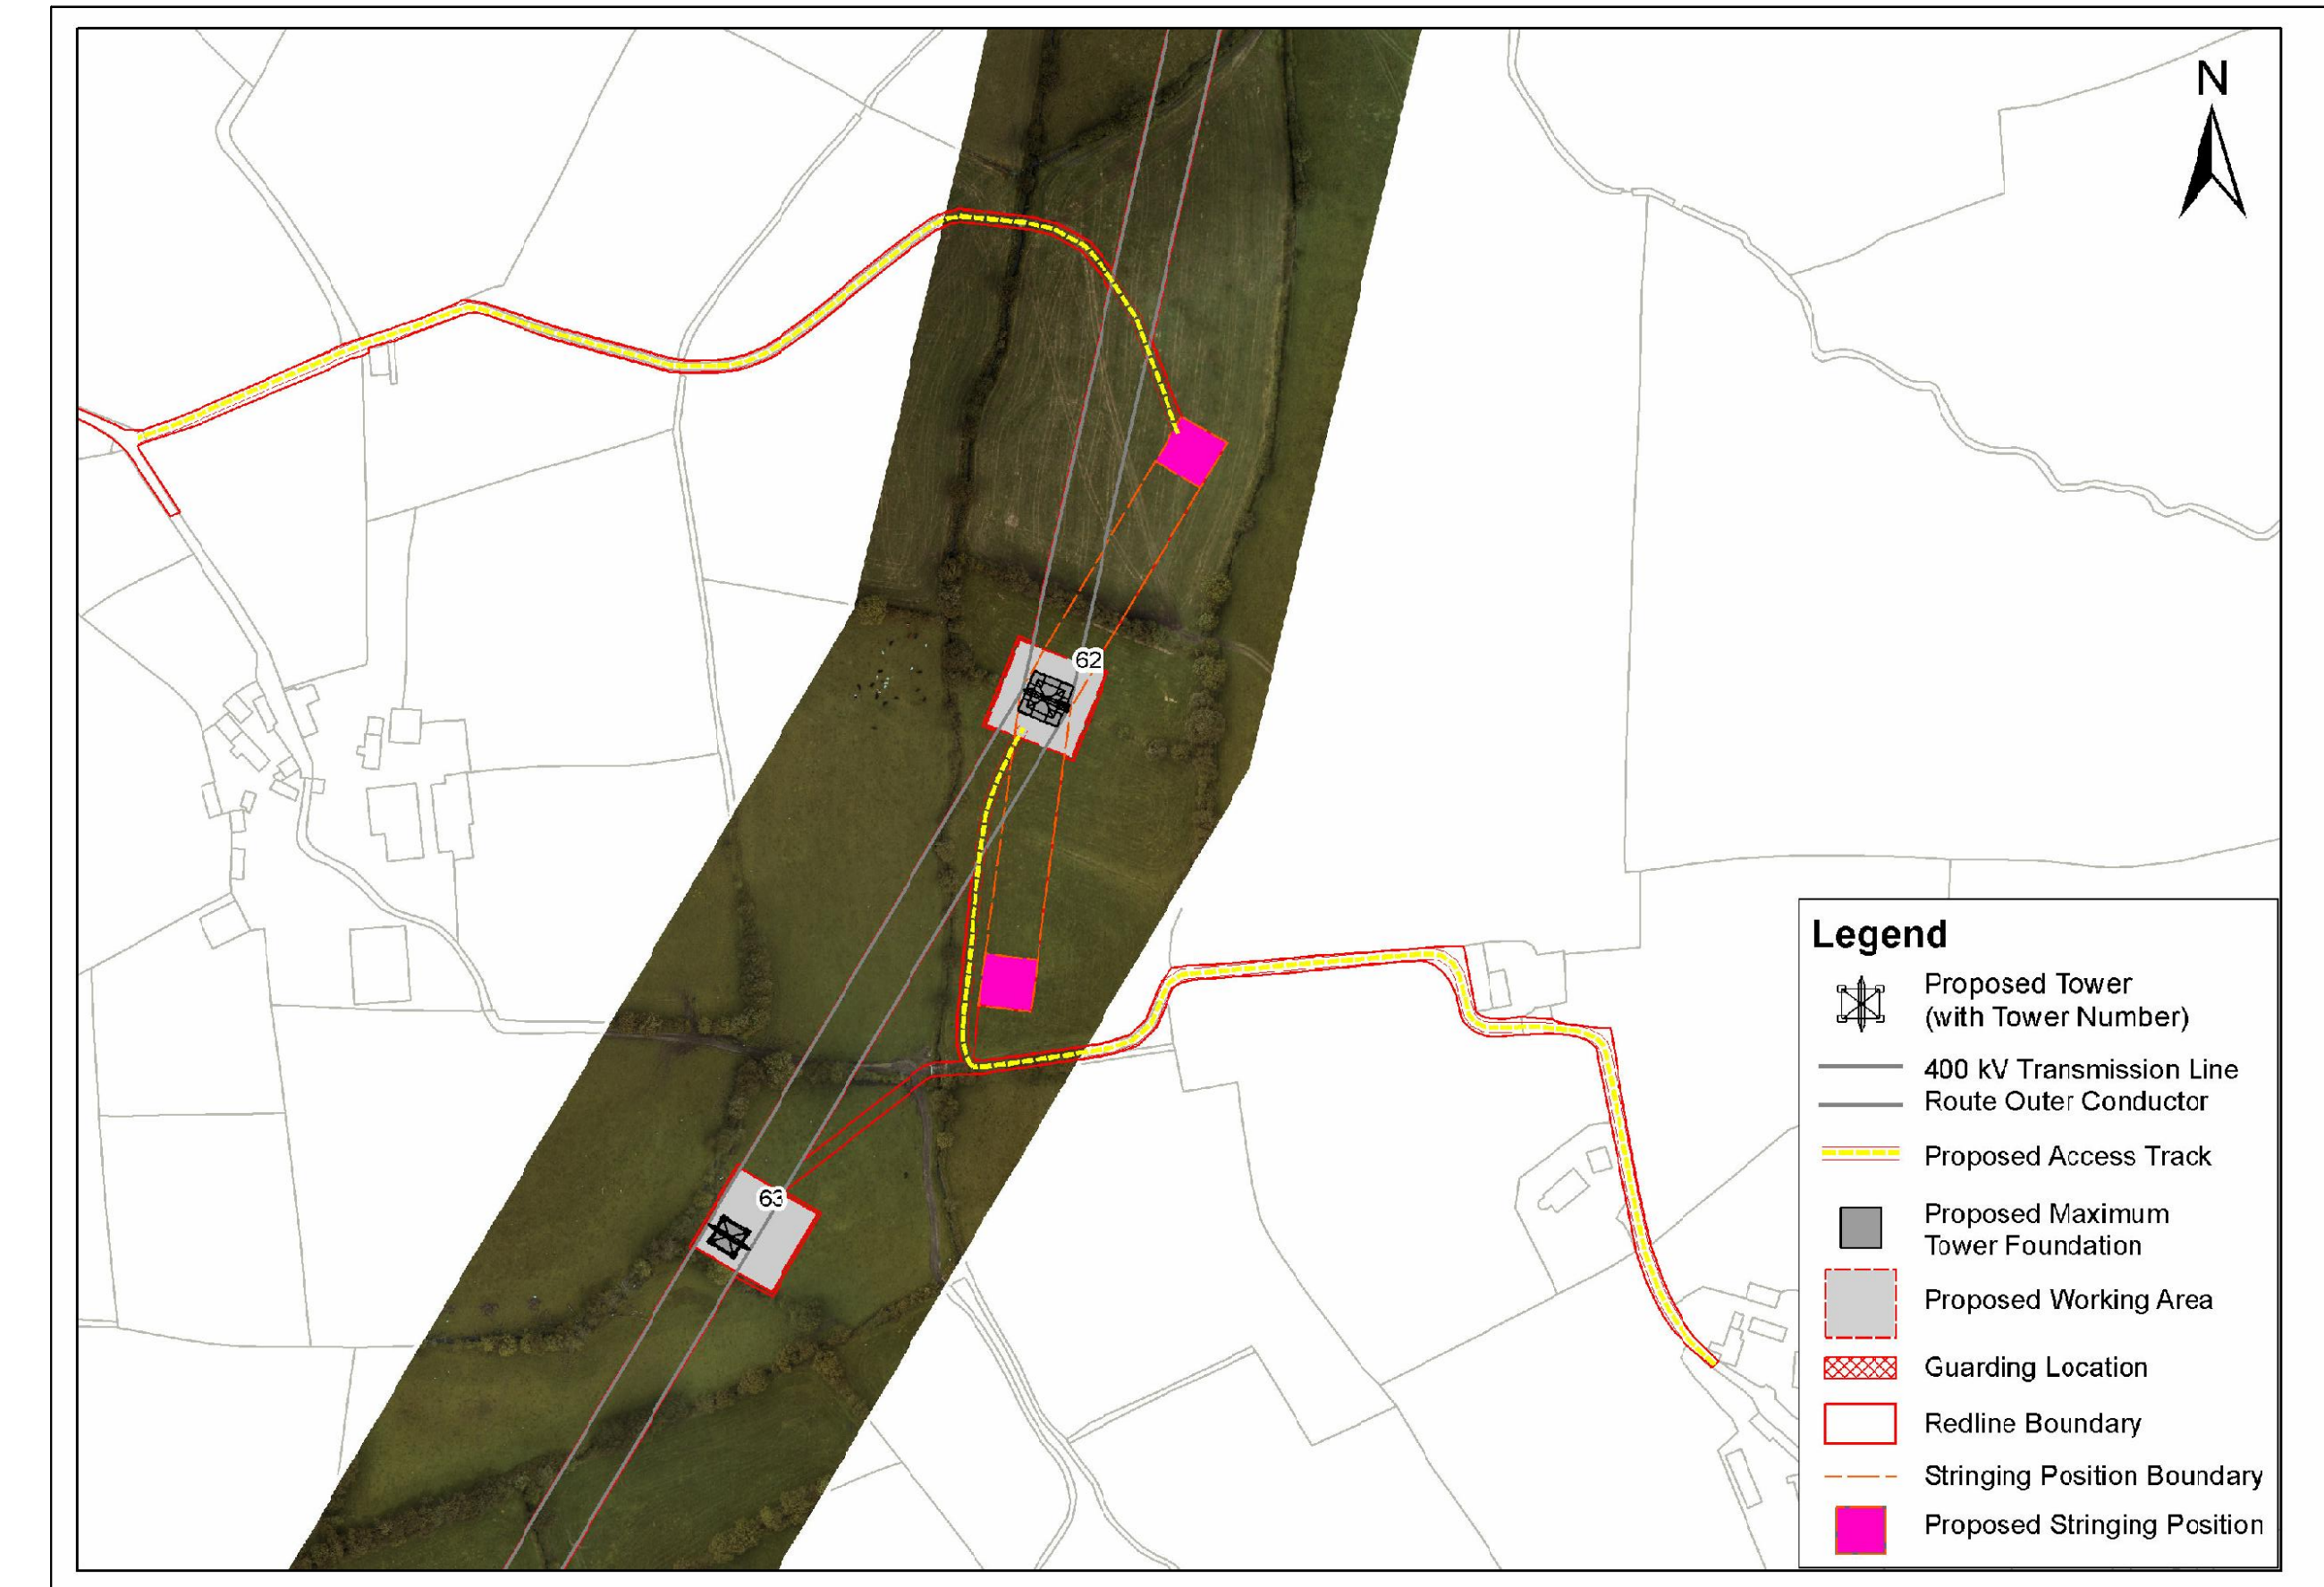 N
62
63
Legend
Proposed Tower
(with Tower Number)
400 kV Transmission Line
Route Outer Conductor
Proposed Access Track
Proposed Maximum
Tower Foundation
Proposed Working Area
Guarding Location
Redline Boundary
Stringing Position Boundary
Proposed Stringing Position